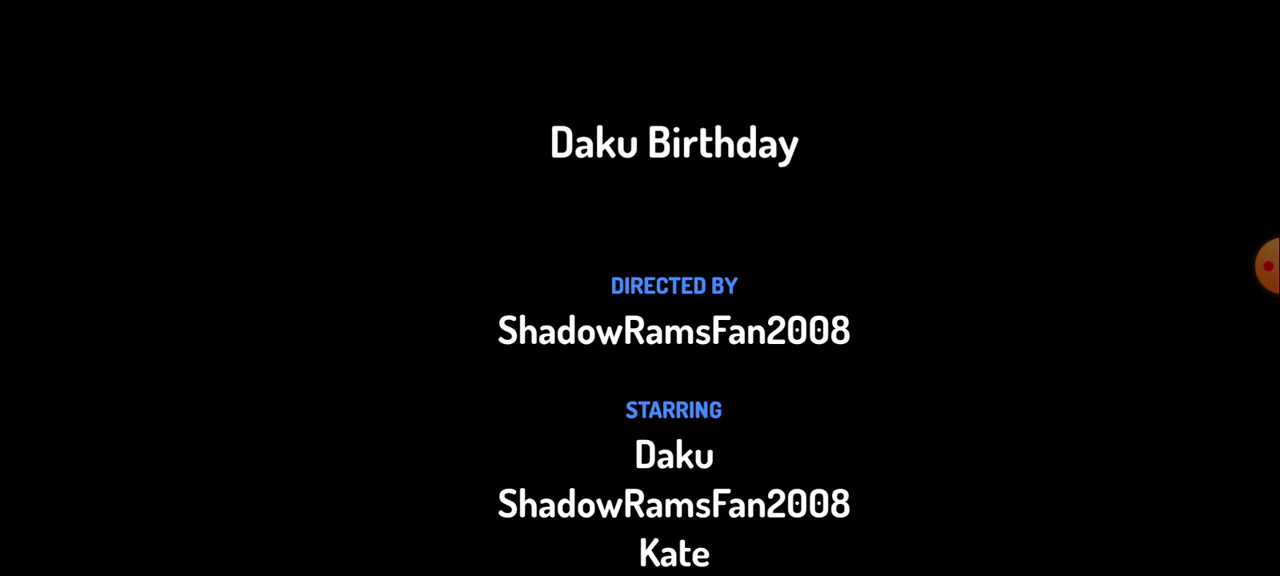 Daku Birthday
DIRECTED BY
ShadowRamsFan2008
STARRING
Daku
ShadowRamsFan2008
Kate